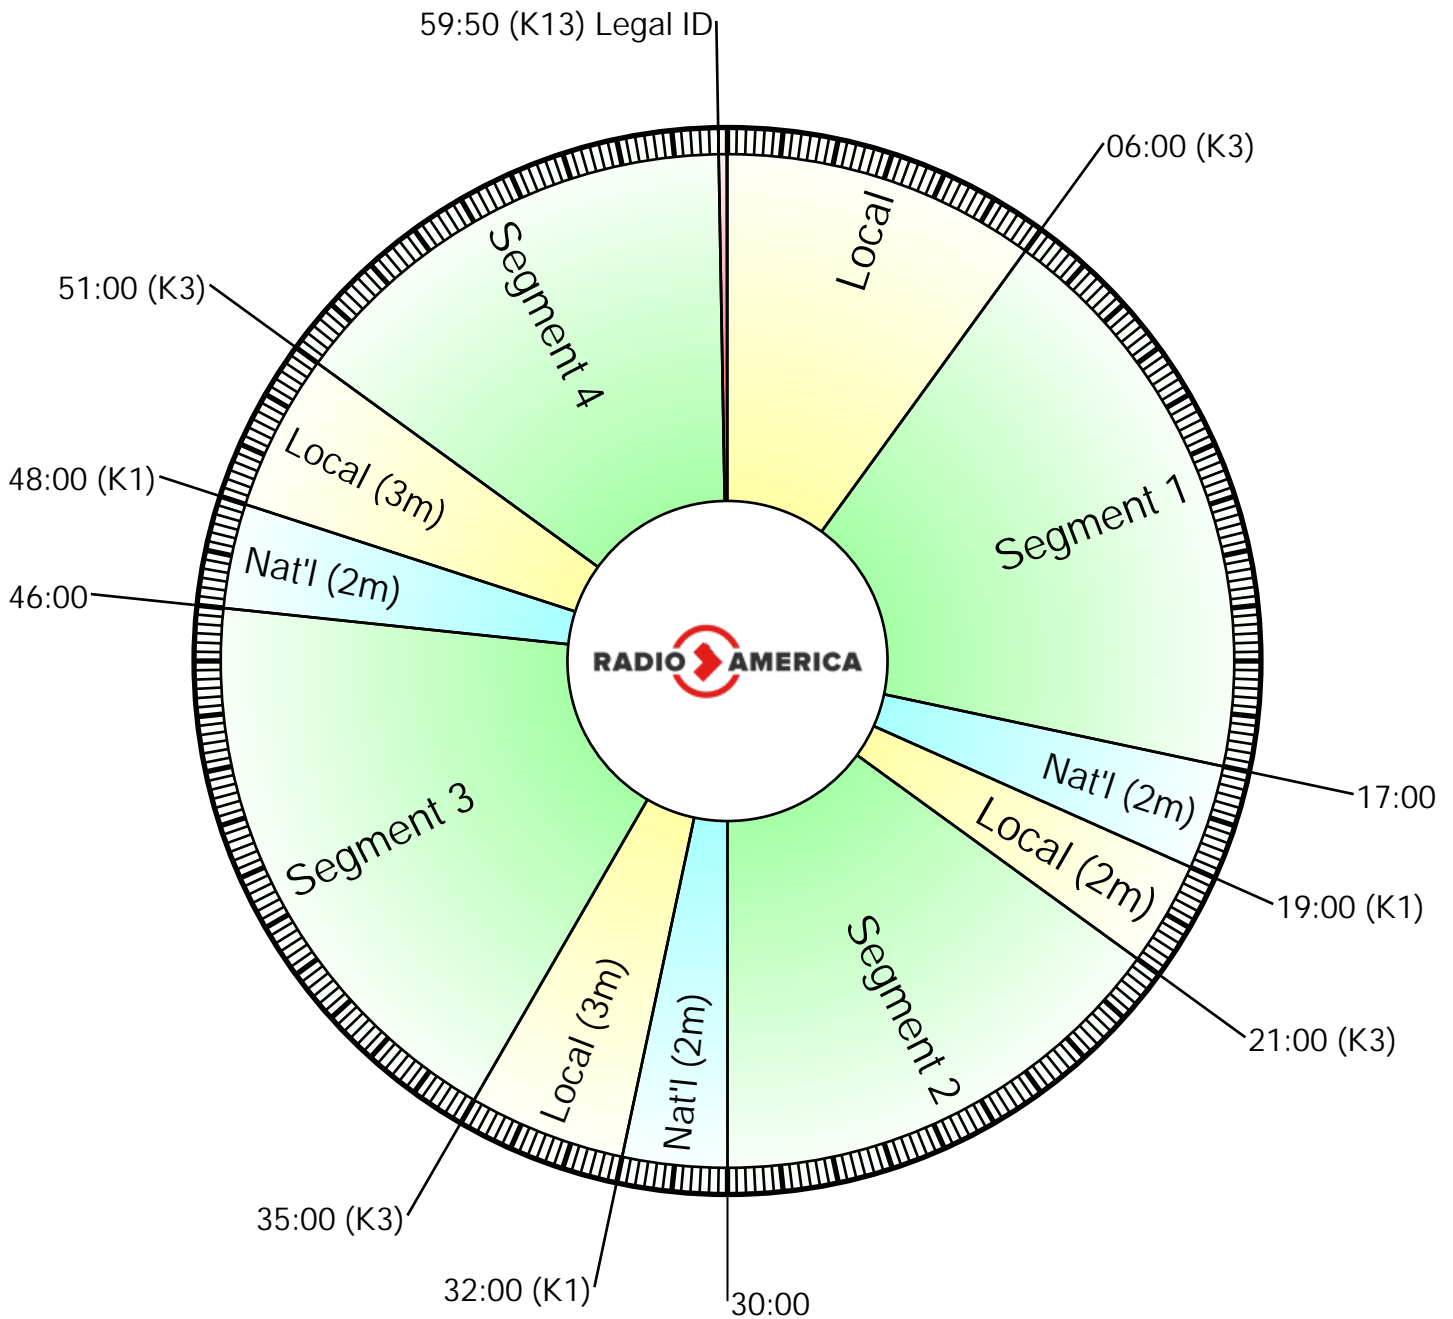 59:50 (K13) Legal ID
Local
06:00 (K3)
Segment 1
17:00
Nat'l (2m)
19:00 (K1)
Local (2m)
21:00 (K3)
Segment 2
30:00
Nat'l (2m)
32:00 (K1)
Local (3m)
35:00 (K3)
Segment 3
46:00
Nat'l (2m)
48:00 (K1)
Local (3m)
51:00 (K3)
Segment 4
RADIO AMERICA